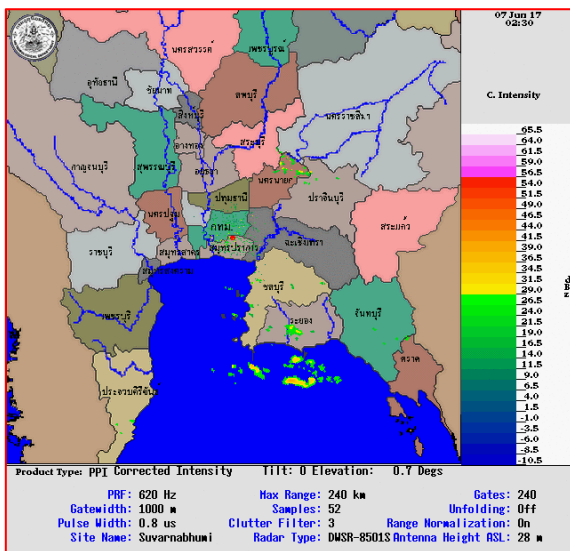 07 Jun 17
02:30
C. Intensity
นครสวรรค์
เพชรบูรณ์
อุทัยธานี
ชัยนาท
ลพบุรี
สิงห์บุรี
นครราชสีมา
อ่างทอง
สระบุรี
กาญจนบุรี
สุพรรณบุรี
อยุธยา
นครนายก
ปราจีนบุรี
ปทุมธานี
นครปฐม
กทม.
สระแก้ว
ฉะเชิงเทรา
ราชบุรี
สมุทรสาคร
สมุทรปราการ
สมุทรสงคราม
ชลบุรี
เพชรบุรี
ระยอง
จันทบุรี
ตราด
ประจวบคีรีขันธ์
65.5
64.0
61.5
59.0
56.5
54.0
51.5
49.0
46.5
44.0
41.5
39.0
36.5
34.0
31.5
29.0
26.5
24.0
21.5
19.0
16.5
14.0
11.5
9.0
6.5
4.0
1.5
-1.0
-3.5
-6.0
-8.5
-10.5
Product Type: PPI Corrected Intensity Tilt: 0 Elevation: 0.7 Degs
PRF: 620 Hz Max Range: 240 km Gates: 240
Gatewidth: 1000 m Samples: 52 Unfolding: Off
Pulse Width: 0.8 us Clutter Filter: 3 Range Normalization: On
Site Name: Suvarnabhumi Radar Type: DWSR-8501S Antenna Height ASL: 28 m